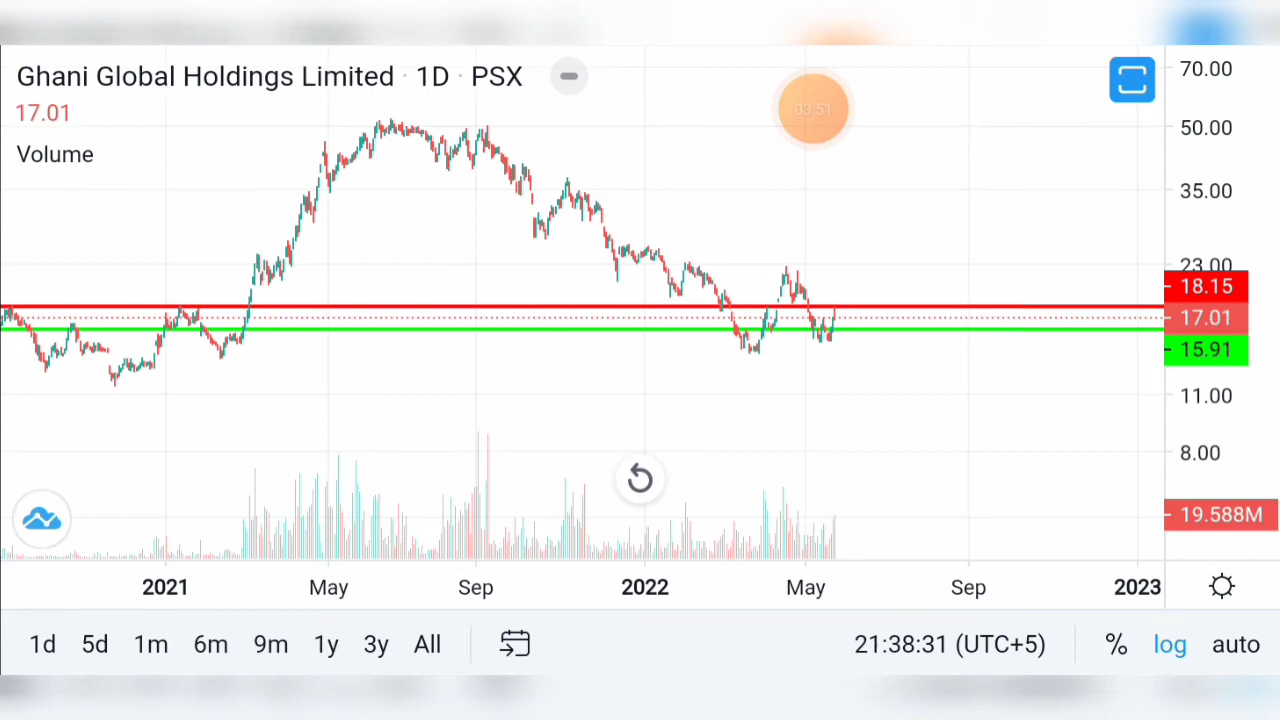 Ghani Global Holdings Limited · 1D · PSX
17.01
Volume
03:51
70.00
50.00
35.00
23.00
18.15
17.01
15.91
11.00
8.00
19.588M
2021 May Sep 2022 May Sep 2023
1d 5d 1m 6m 9m 1y 3y All 21:38:31 (UTC+5) % log auto